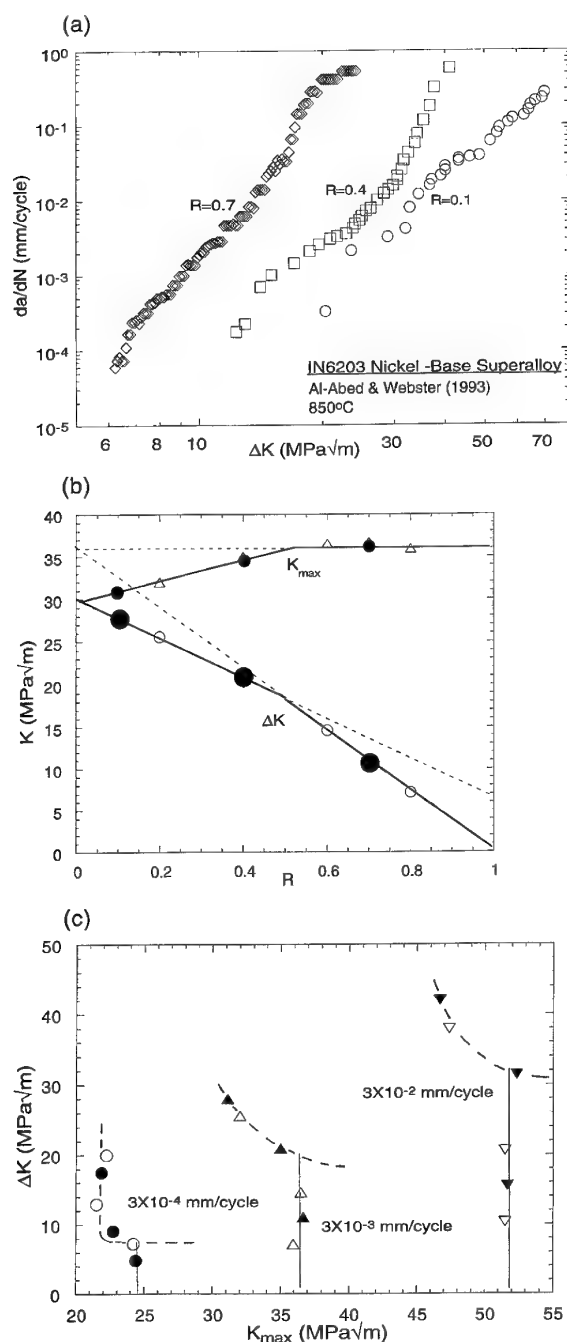 (a)
10⁰
10⁻¹
10⁻²
10⁻³
10⁻⁴
10⁻⁵
da/dN (mm/cycle)
R=0.7
R=0.4
R=0.1
IN6203 Nickel -Base Superalloy
Al-Abed & Webster (1993)
850ºC
6 8 10 30 50 70
ΔK (MPa√m)
(b)
40
35
30
25
20
15
10
5
0
K (MPa√m)
Kmax
ΔK
0 0.2 0.4 0.6 0.8 1
R
(c)
50
40
30
20
10
0
ΔK (MPa√m)
3X10⁻² mm/cycle
3X10⁻⁴ mm/cycle
3X10⁻³ mm/cycle
20 25 30 35 40 45 50 55
Kmax (MPa√m)